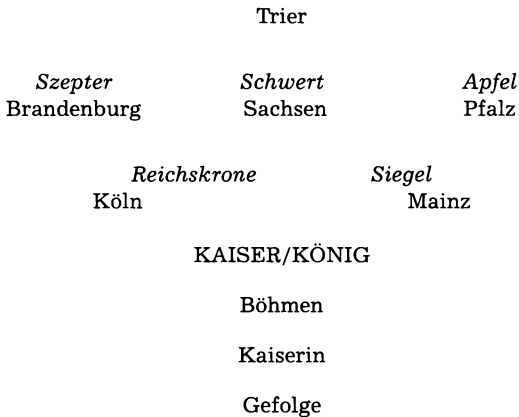 Trier
Szepter Schwert Apfel
Brandenburg Sachsen Pfalz
Reichskrone Siegel
Köln Mainz
KAISER/KÖNIG
Böhmen
Kaiserin
Gefolge